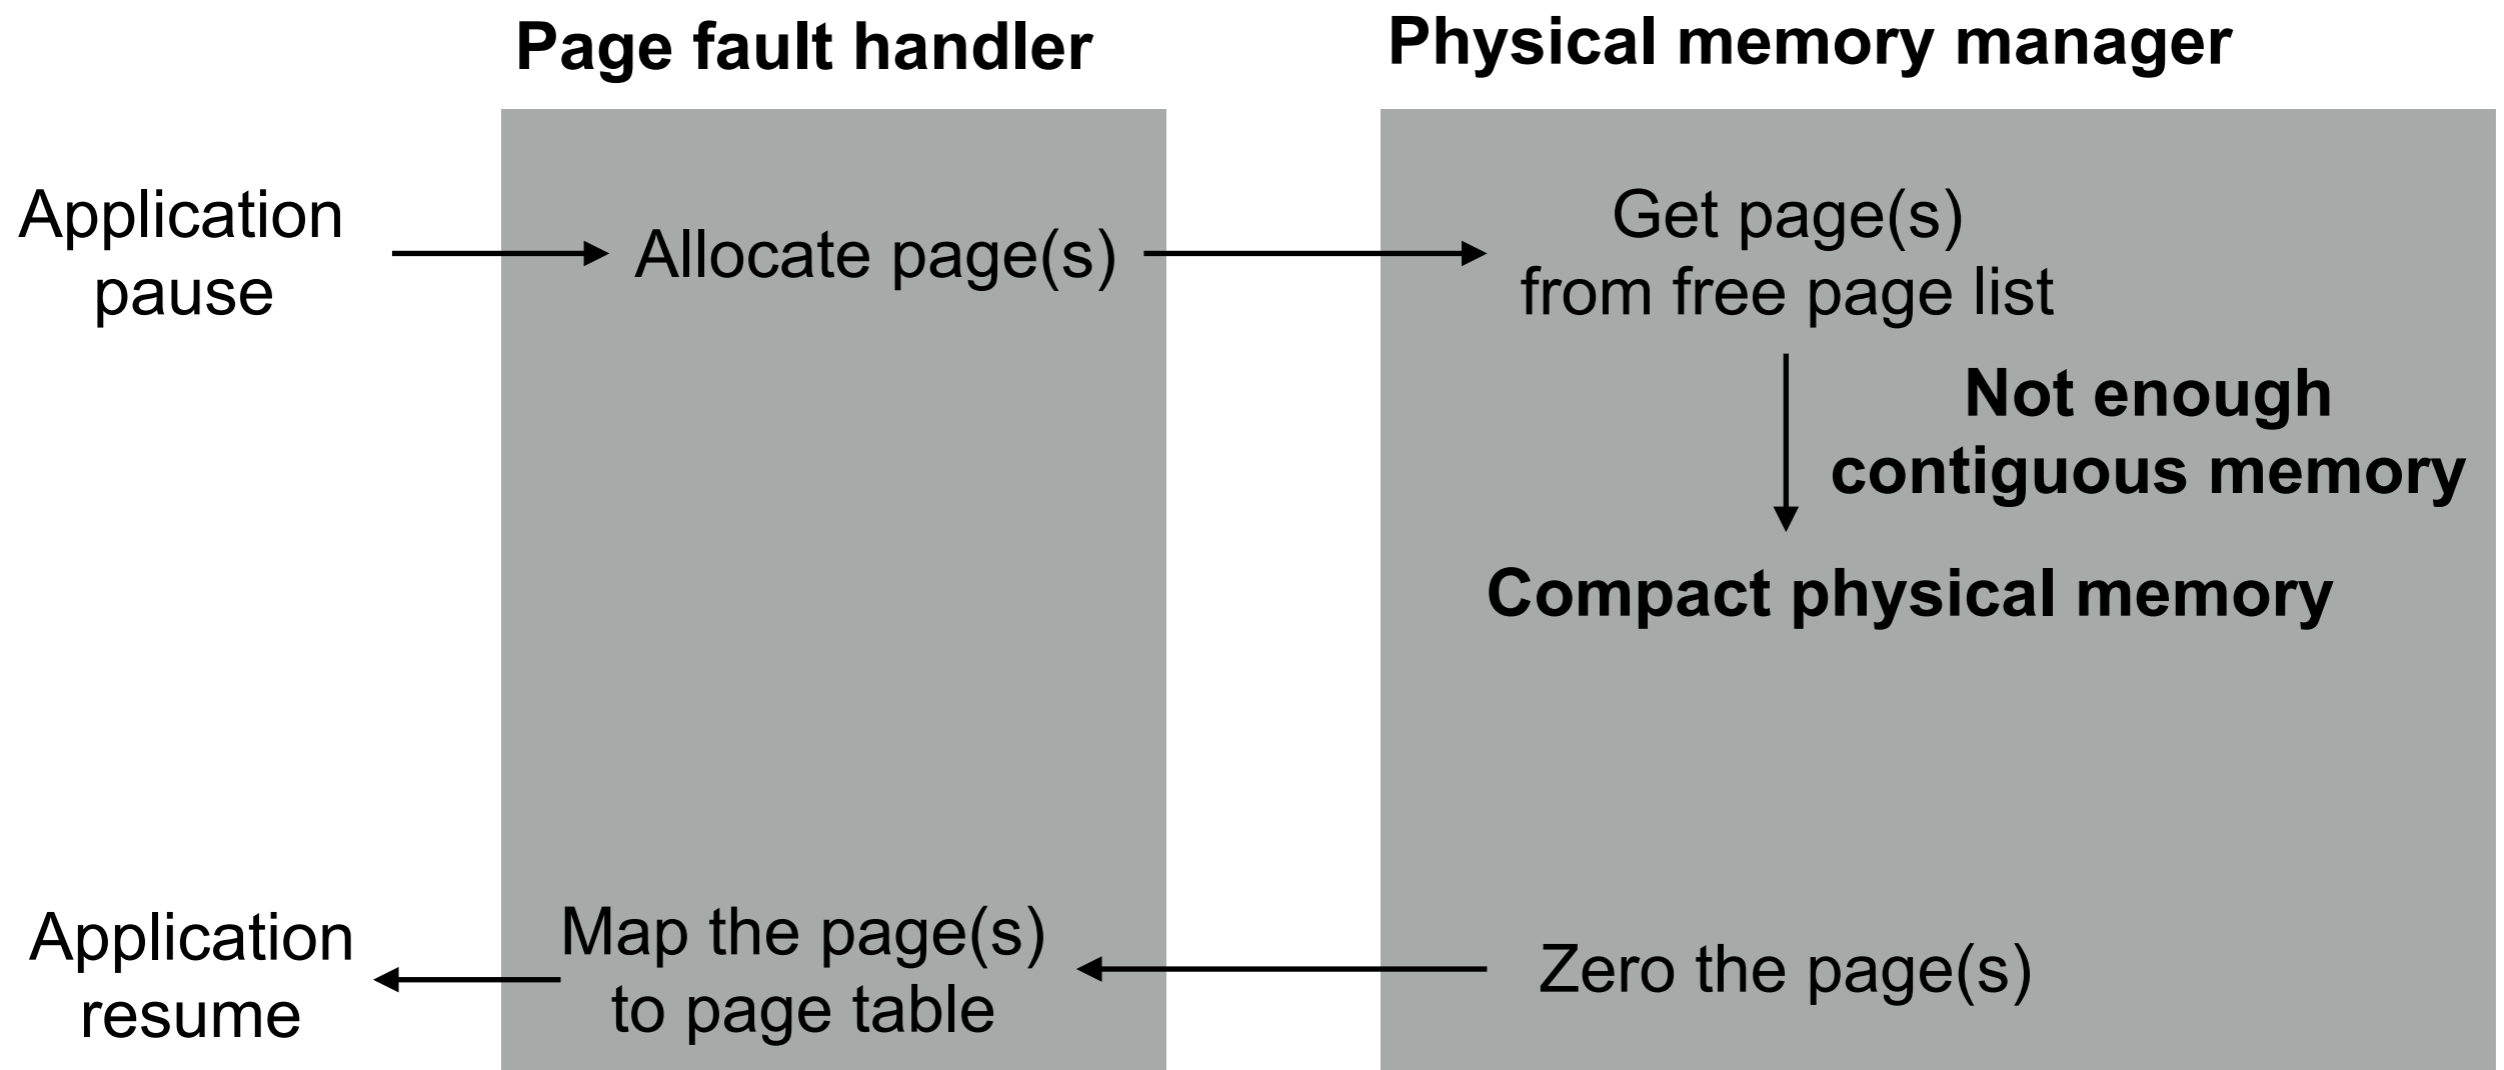 Page fault handler
Physical memory manager
Application
pause
Allocate page(s)
Get page(s)
from free page list
Not enough
contiguous memory
Compact physical memory
Zero the page(s)
Map the page(s)
to page table
Application
resume